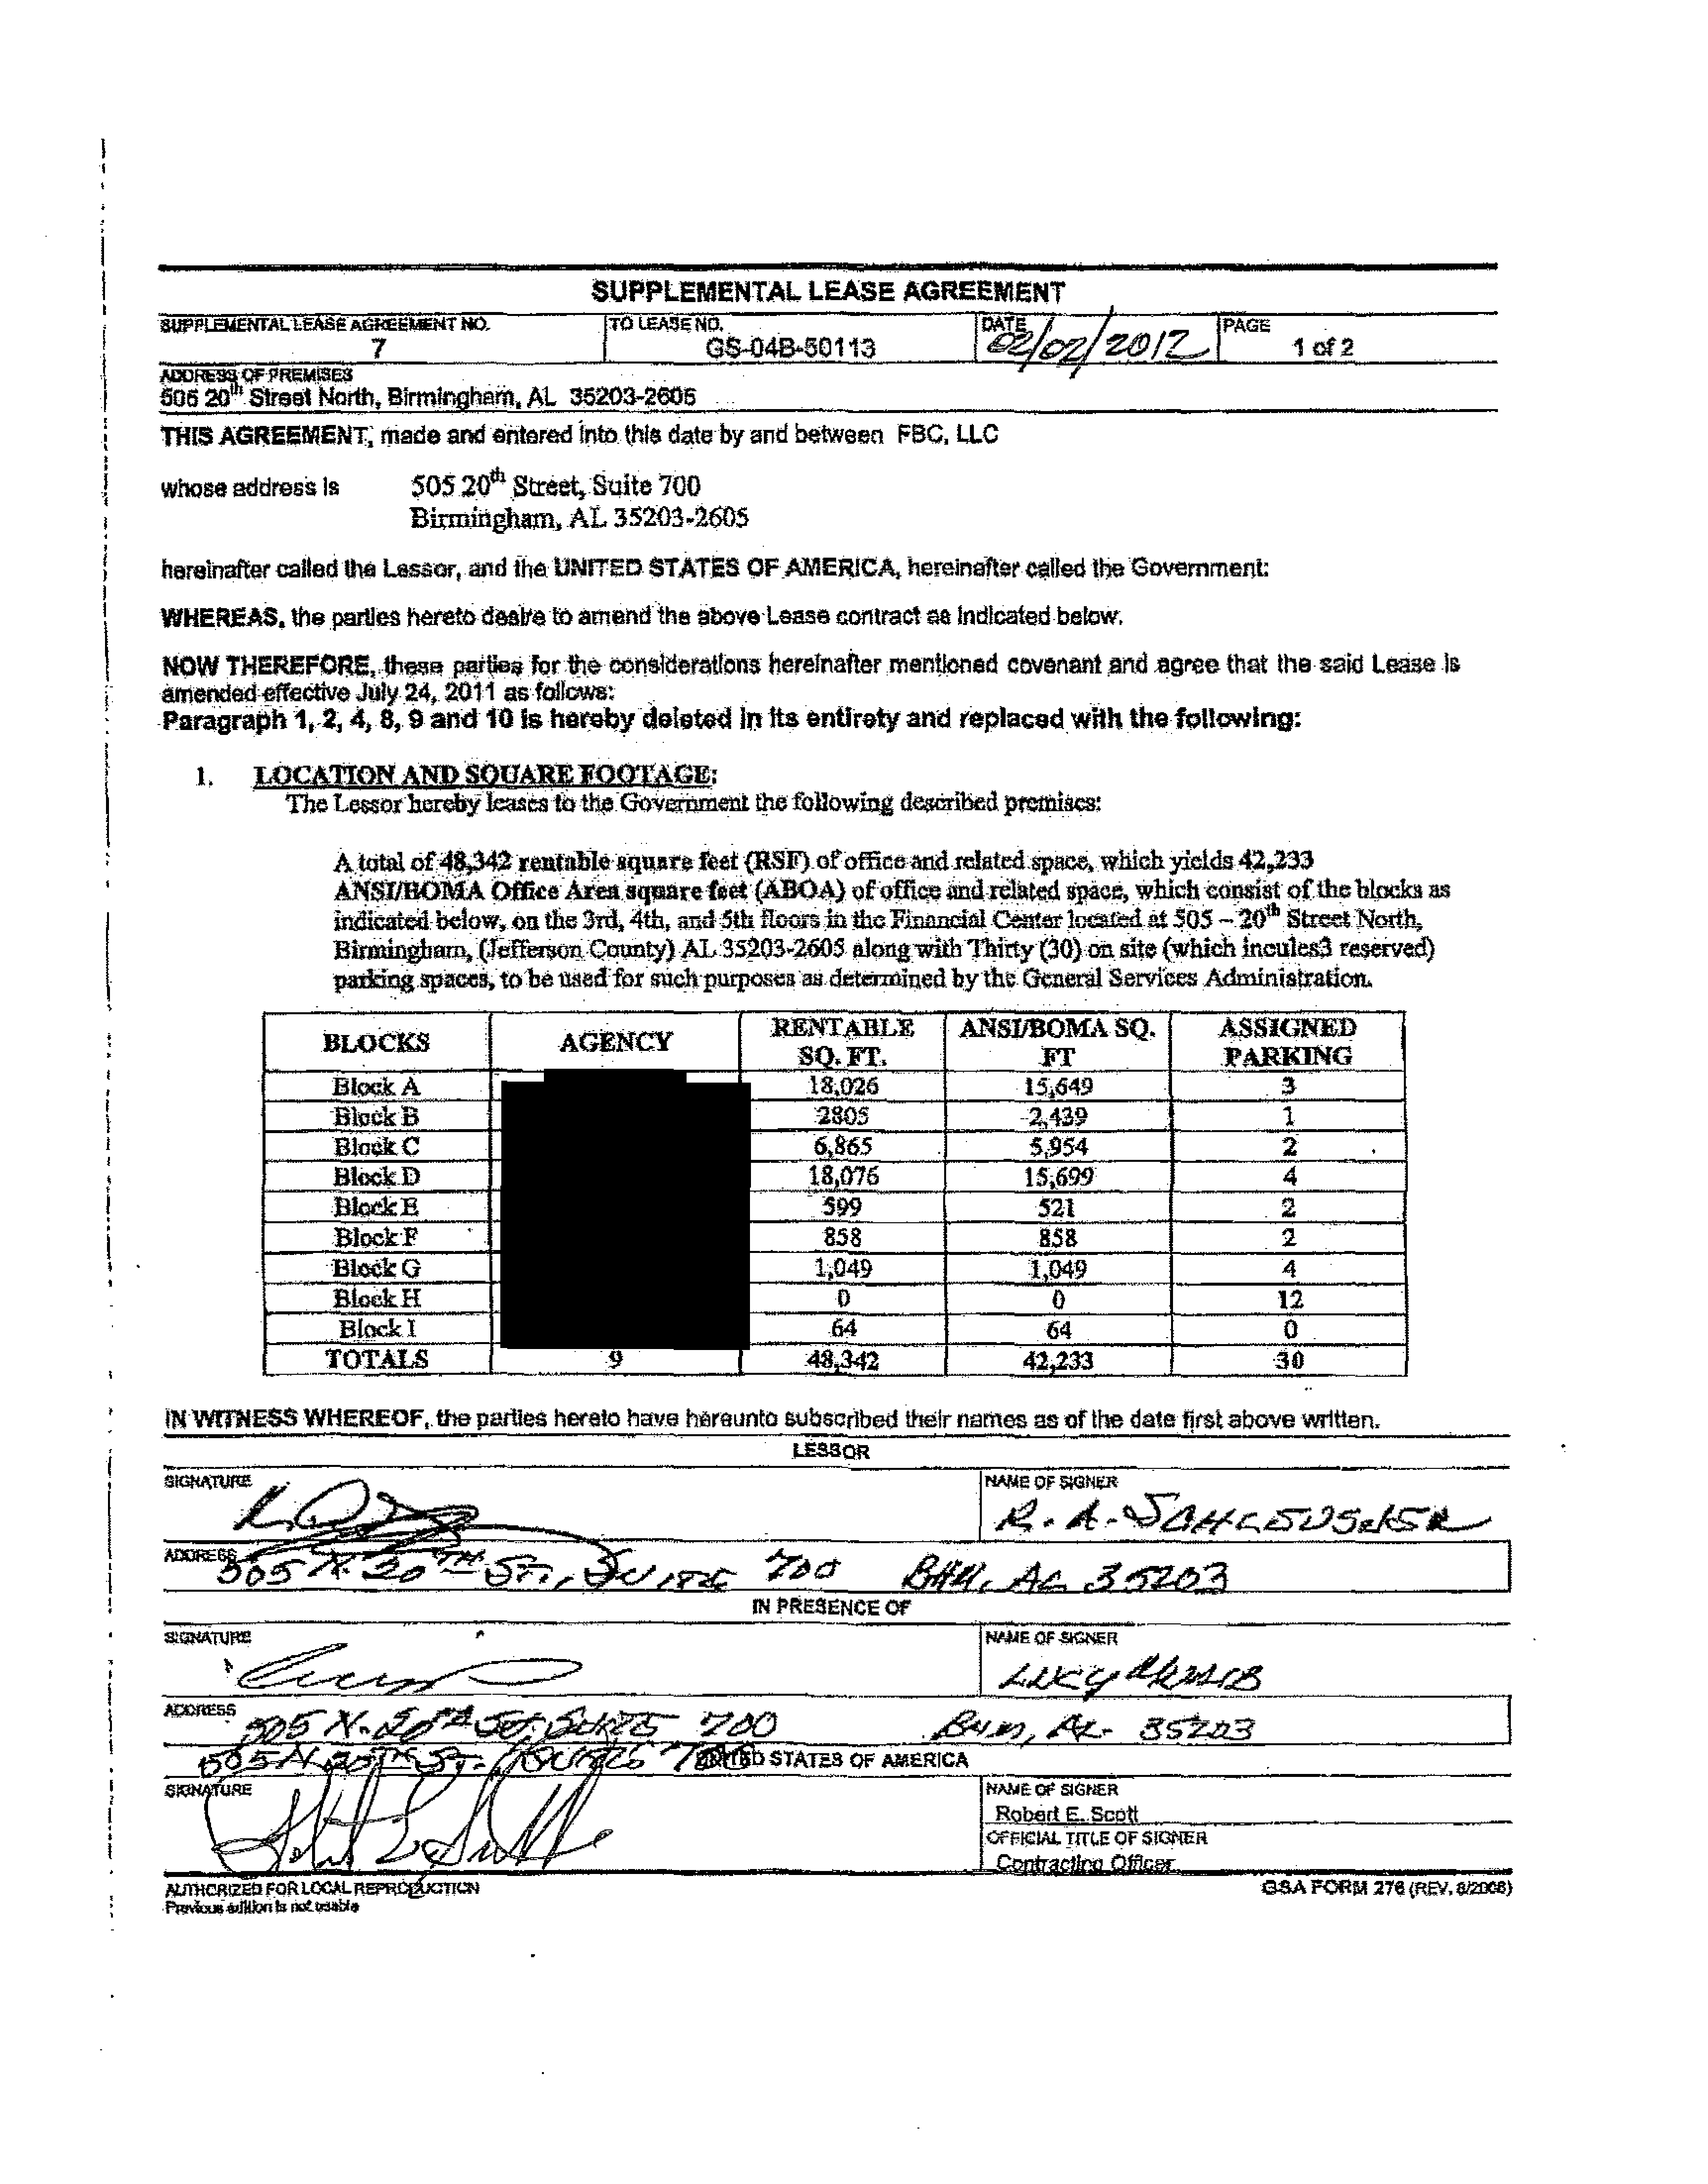 SUPPLEMENTAL LEASE AGREEMENT
SUPPLEMENTAL LEASE AGREEMENT NO. TO LEASE NO. DATE PAGE
7 GS-04B-50113 02/02/2012 1 of 2
ADDRESS OF PREMISES
505 20th Street North, Birmingham, AL 35203-2605
THIS AGREEMENT, made and entered into this date by and between FBC, LLC
whose address is 505 20th Street, Suite 700
Birmingham, AL 35203-2605
hereinafter called the Lessor, and the UNITED STATES OF AMERICA, hereinafter called the Government:
WHEREAS, the parties hereto desire to amend the above Lease contract as indicated below.
NOW THEREFORE, these parties for the considerations hereinafter mentioned covenant and agree that the said Lease is
amended effective July 24, 2011 as follows:
Paragraph 1, 2, 4, 8, 9 and 10 is hereby deleted in its entirety and replaced with the following:
1. LOCATION AND SQUARE FOOTAGE:
The Lessor hereby leases to the Government the following described premises:
A total of 48,342 rentable square feet (RSF) of office and related space, which yields 42,233
ANSI/BOMA Office Area square feet (ABOA) of office and related space, which consist of the blocks as
indicated below, on the 3rd, 4th, and 5th floors in the Financial Center located at 505 – 20th Street North,
Birmingham, (Jefferson County) AL 35203-2605 along with Thirty (30) on site (which incules3 reserved)
parking spaces, to be used for such purposes as determined by the General Services Administration.
BLOCKS AGENCY RENTABLE SQ. FT. ANSI/BOMA SQ. FT ASSIGNED PARKING
Block A 18,026 15,649 3
Block B 2805 2,439 1
Block C 6,865 5,954 2
Block D 18,076 15,699 4
Block E 599 521 2
Block F 858 858 2
Block G 1,049 1,049 4
Block H 0 0 12
Block I 64 64 0
TOTALS 9 48,342 42,233 30
IN WITNESS WHEREOF, the parties hereto have hereunto subscribed their names as of the date first above written.
LESSOR
SIGNATURE NAME OF SIGNER
R. A.
ADDRESS 505 N. 20TH ST., SUITE 700 BHM, AL 35203
IN PRESENCE OF
SIGNATURE NAME OF SIGNER
LUCY
ADDRESS 505 N. 20th St. Suite 700 BHM, AL 35203
505 N. 20TH ST. SUITE 700 UNITED STATES OF AMERICA
SIGNATURE NAME OF SIGNER
Robert E. Scott
OFFICIAL TITLE OF SIGNER
Contracting Officer
AUTHORIZED FOR LOCAL REPRODUCTION GSA FORM 276 (REV. 8/2006)
Previous edition is not usable